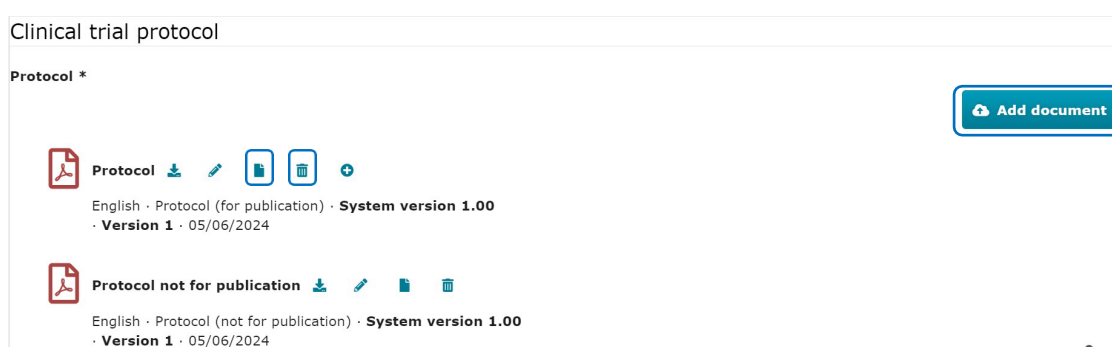 Clinical trial protocol
Protocol *
Add document
Protocol
English · Protocol (for publication) · System version 1.00
· Version 1 · 05/06/2024
Protocol not for publication
English · Protocol (not for publication) · System version 1.00
· Version 1 · 05/06/2024